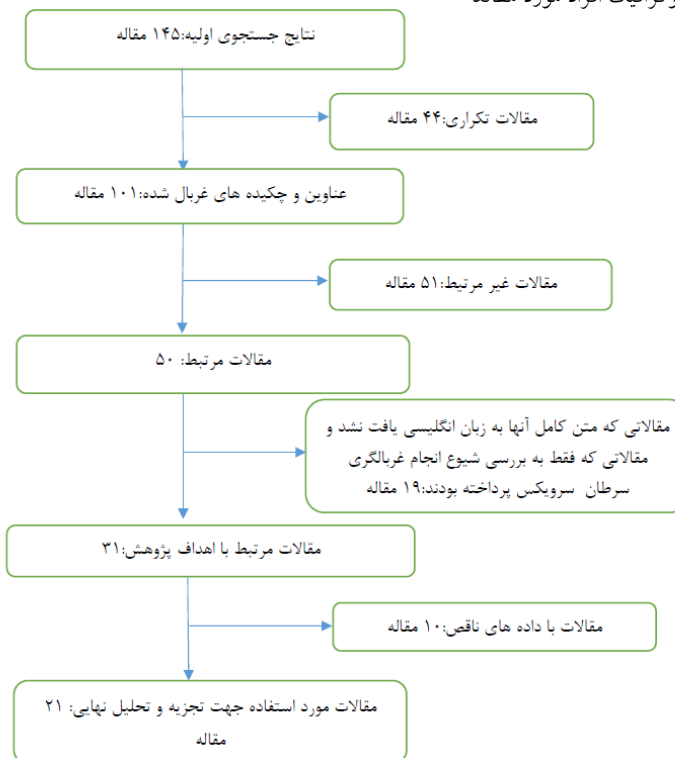 نتایج جستجوی اولیه:۱۴۵ مقاله
مقالات تکراری:۴۴ مقاله
عناوین و چکیده های غربال شده:۱۰۱ مقاله
مقالات غیر مرتبط:۵۱ مقاله
مقالات مرتبط: ۵۰
مقالاتی که متن کامل آنها به زبان انگلیسی یافت نشد و
مقالاتی که فقط به بررسی شیوع انجام غربالگری
سرطان سرویکس پرداخته بودند:۱۹ مقاله
مقالات مرتبط با اهداف پژوهش:۳۱
مقالات با داده های ناقص:۱۰ مقاله
مقالات مورد استفاده جهت تجزیه و تحلیل نهایی: ۲۱
مقاله